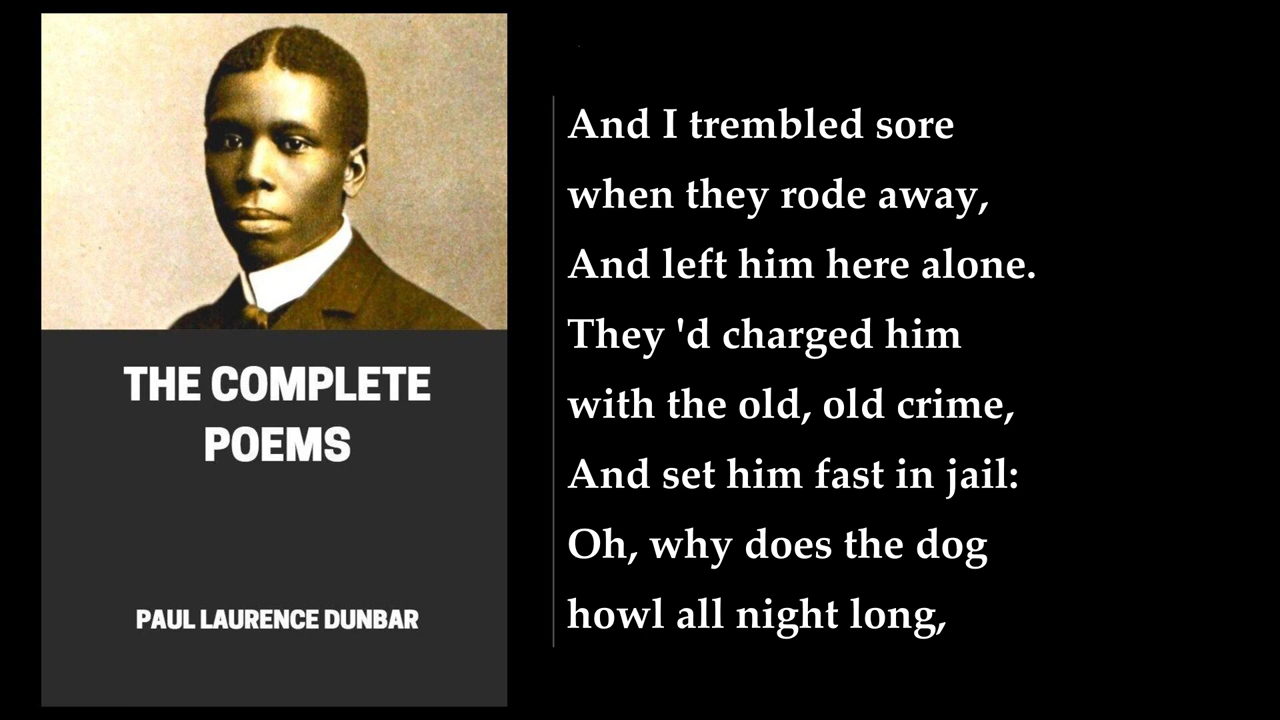 THE COMPLETE
POEMS
PAUL LAURENCE DUNBAR
And I trembled sore
when they rode away,
And left him here alone.
They 'd charged him
with the old, old crime,
And set him fast in jail:
Oh, why does the dog
howl all night long,